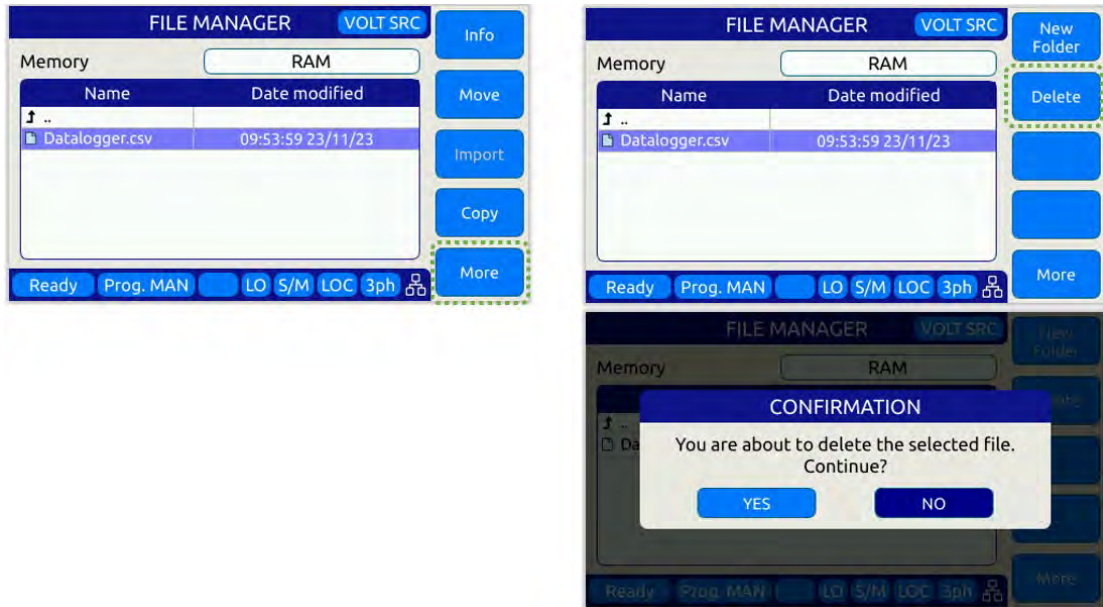 FILE MANAGER VOLT SRC
Info
Memory RAM
Name Date modified
Move
..
Datalogger.csv 09:53:59 23/11/23
Import
Copy
More
Ready Prog. MAN LO S/M LOC 3ph
FILE MANAGER VOLT SRC
New
Folder
Memory RAM
Name Date modified
Delete
..
Datalogger.csv 09:53:59 23/11/23
More
Ready Prog. MAN LO S/M LOC 3ph
FILE MANAGER VOLT SRC
New
Folder
Memory RAM
CONFIRMATION
..
Da
You are about to delete the selected file.
Continue?
YES NO
More
Ready Prog. MAN LO S/M LOC 3ph